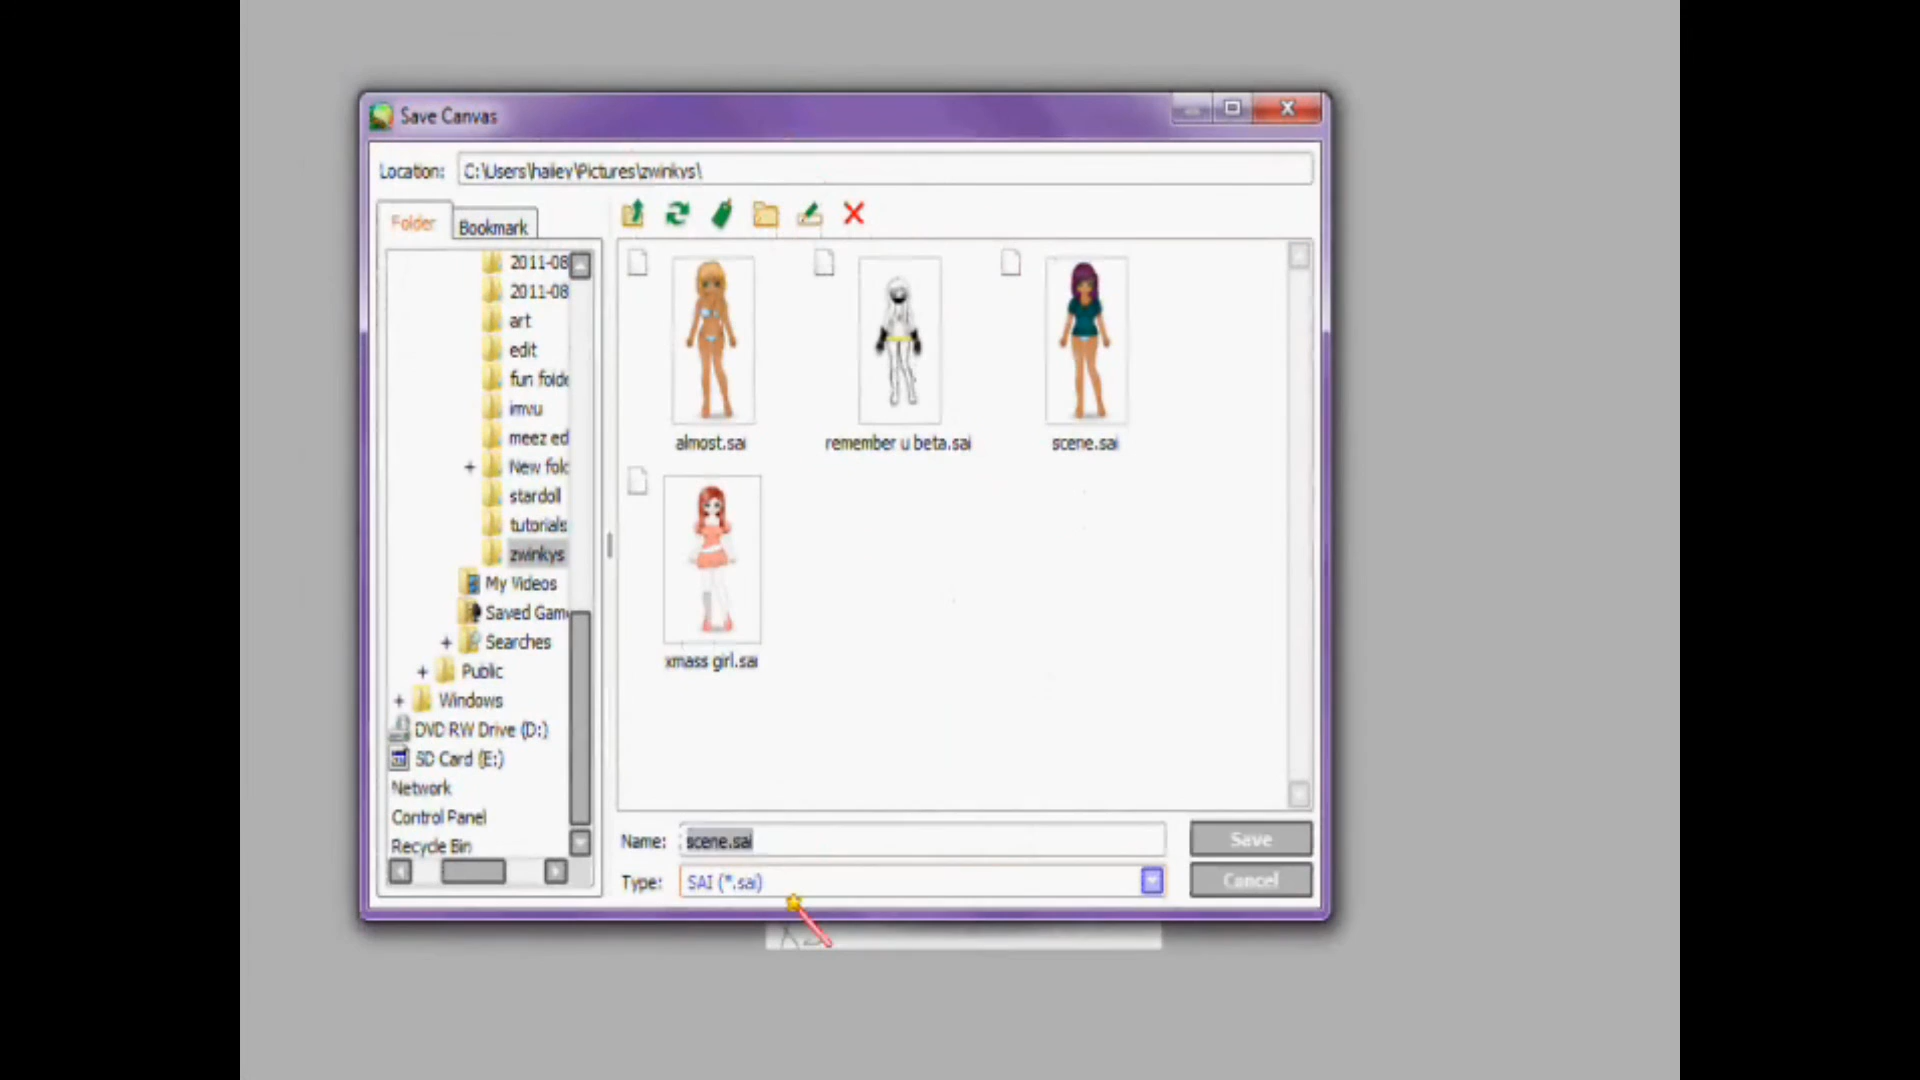 Save Canvas
Location: C:\Users\hailey\Pictures\zwinkys\
Folder Bookmark
2011-08
2011-08
art
edit
fun folde
imvu
meez ed
New fold
stardoll
tutorials
zwinkys
My Videos
Saved Gam
Searches
Public
Windows
DVD RW Drive (D:)
SD Card (E:)
Network
Control Panel
Recycle Bin
almost.sai
remember u beta.sai
scene.sai
xmass girl.sai
Name: scene.sai
Save
Type: SAI (*.sai)
Cancel